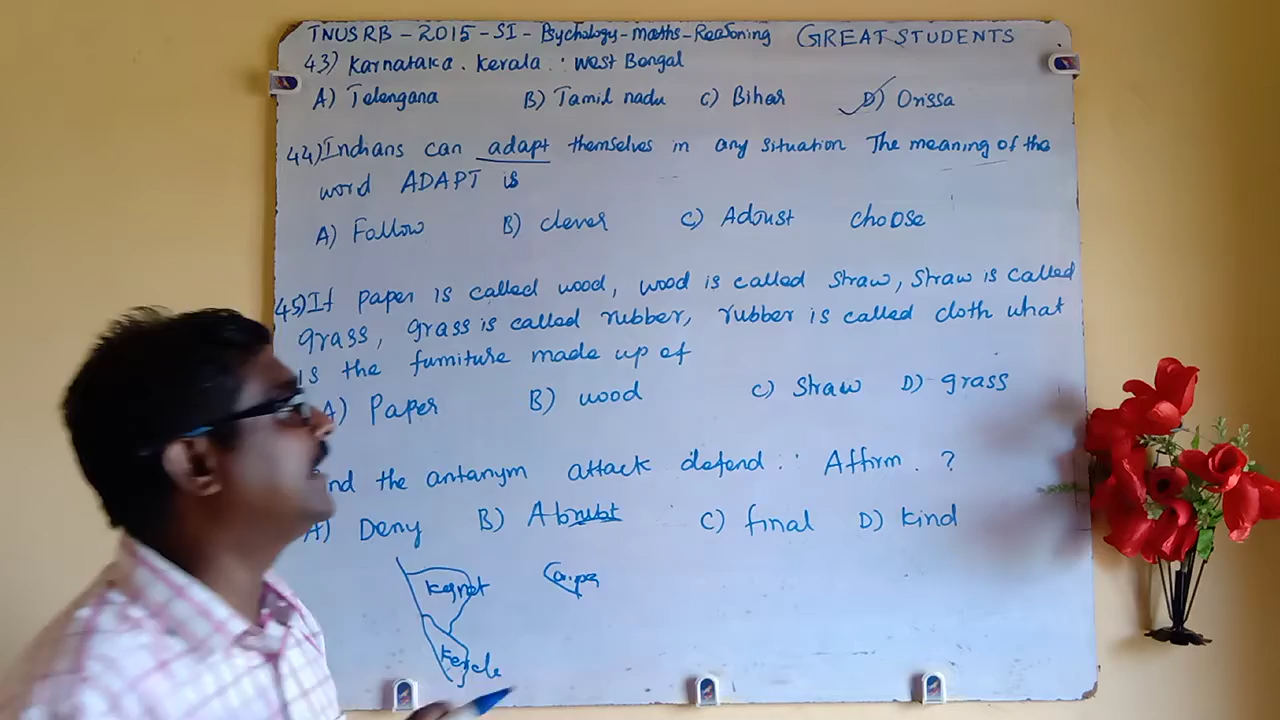 TNUSRB - 2015 - SI - Psychology - maths - Reasoning GREAT STUDENTS
43) Karnataka . Kerala : : West Bengal
A) Telengana B) Tamil nadu C) Bihar D) Orissa
44) Indians can adapt themselves in any situation The meaning of the
word ADAPT is
A) Follow B) clever C) Adoust choose
45) If paper is called wood, wood is called straw, straw is called
grass, grass is called rubber, rubber is called cloth what
is the furniture made up of
A) Paper B) wood C) straw D) grass
nd the antanym attack defend : : Affirm . ?
A) Deny B) Abrubt C) final D) kind
Kernat
Kerele